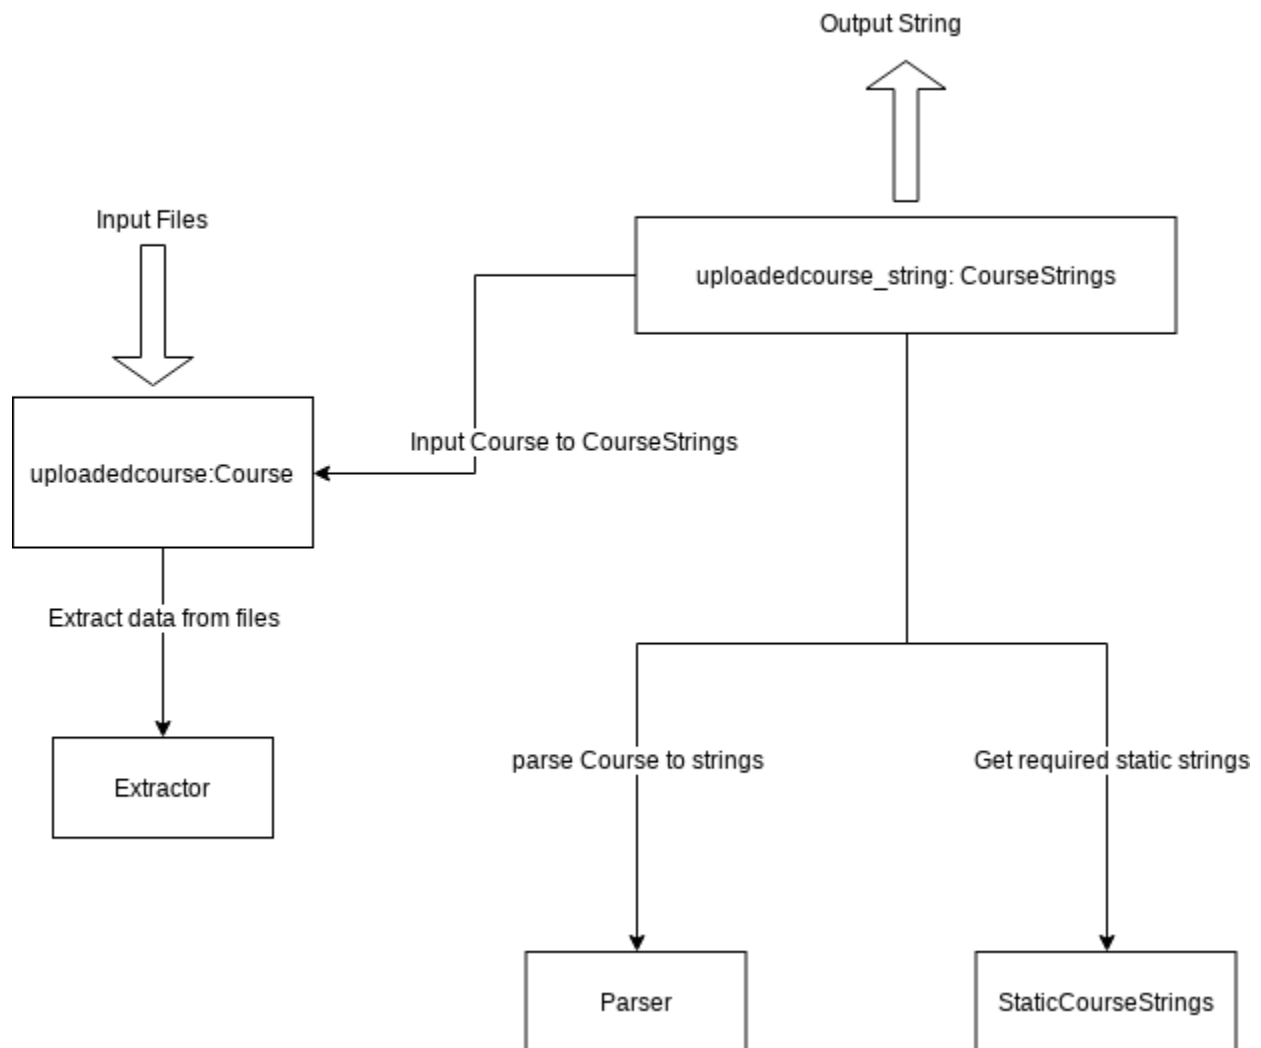 Output String
Input Files
uploadedcourse_string: CourseStrings
Input Course to CourseStrings
uploadedcourse:Course
Extract data from files
parse Course to strings
Get required static strings
Extractor
Parser
StaticCourseStrings